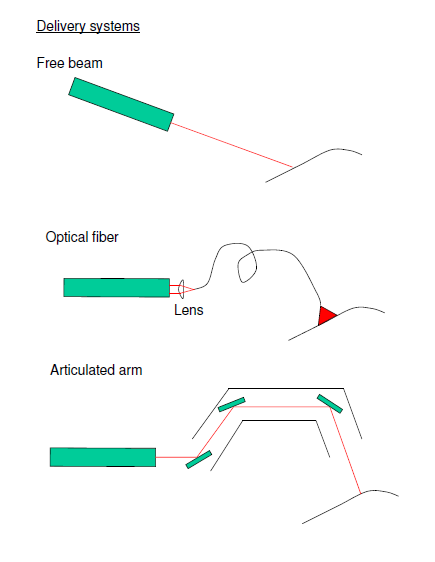 Delivery systems
Free beam
Optical fiber
Lens
Articulated arm